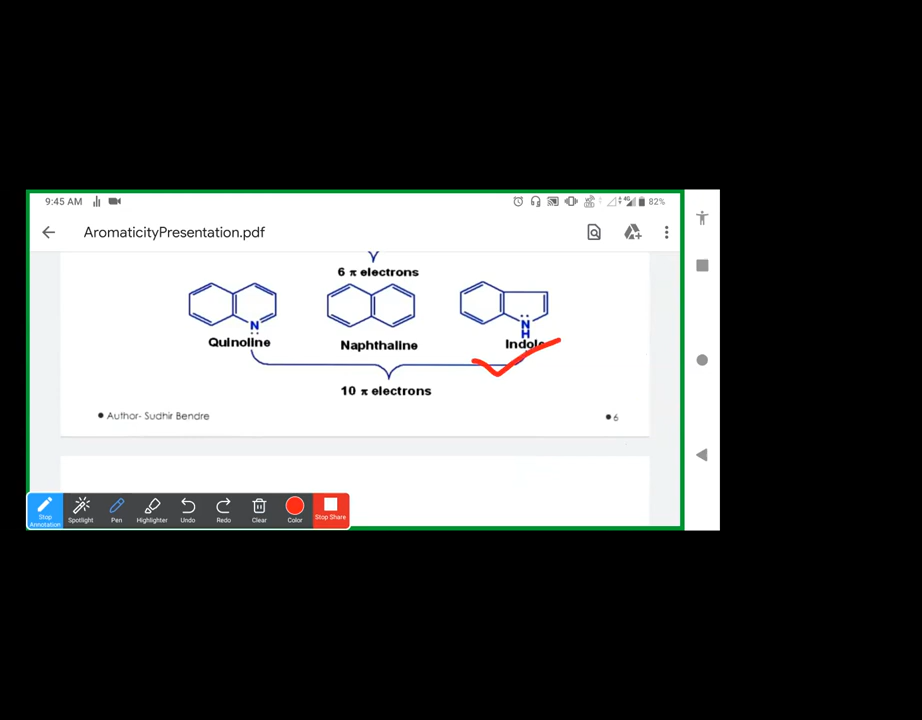 9:45 AM 82%
AromaticityPresentation.pdf
6 π electrons
N
N
H
Quinoline Naphthaline Indole
10 π electrons
• Author- Sudhir Bendre •6
Stop Annotation Spotlight Pen Highlighter Undo Redo Clear Color Stop Share